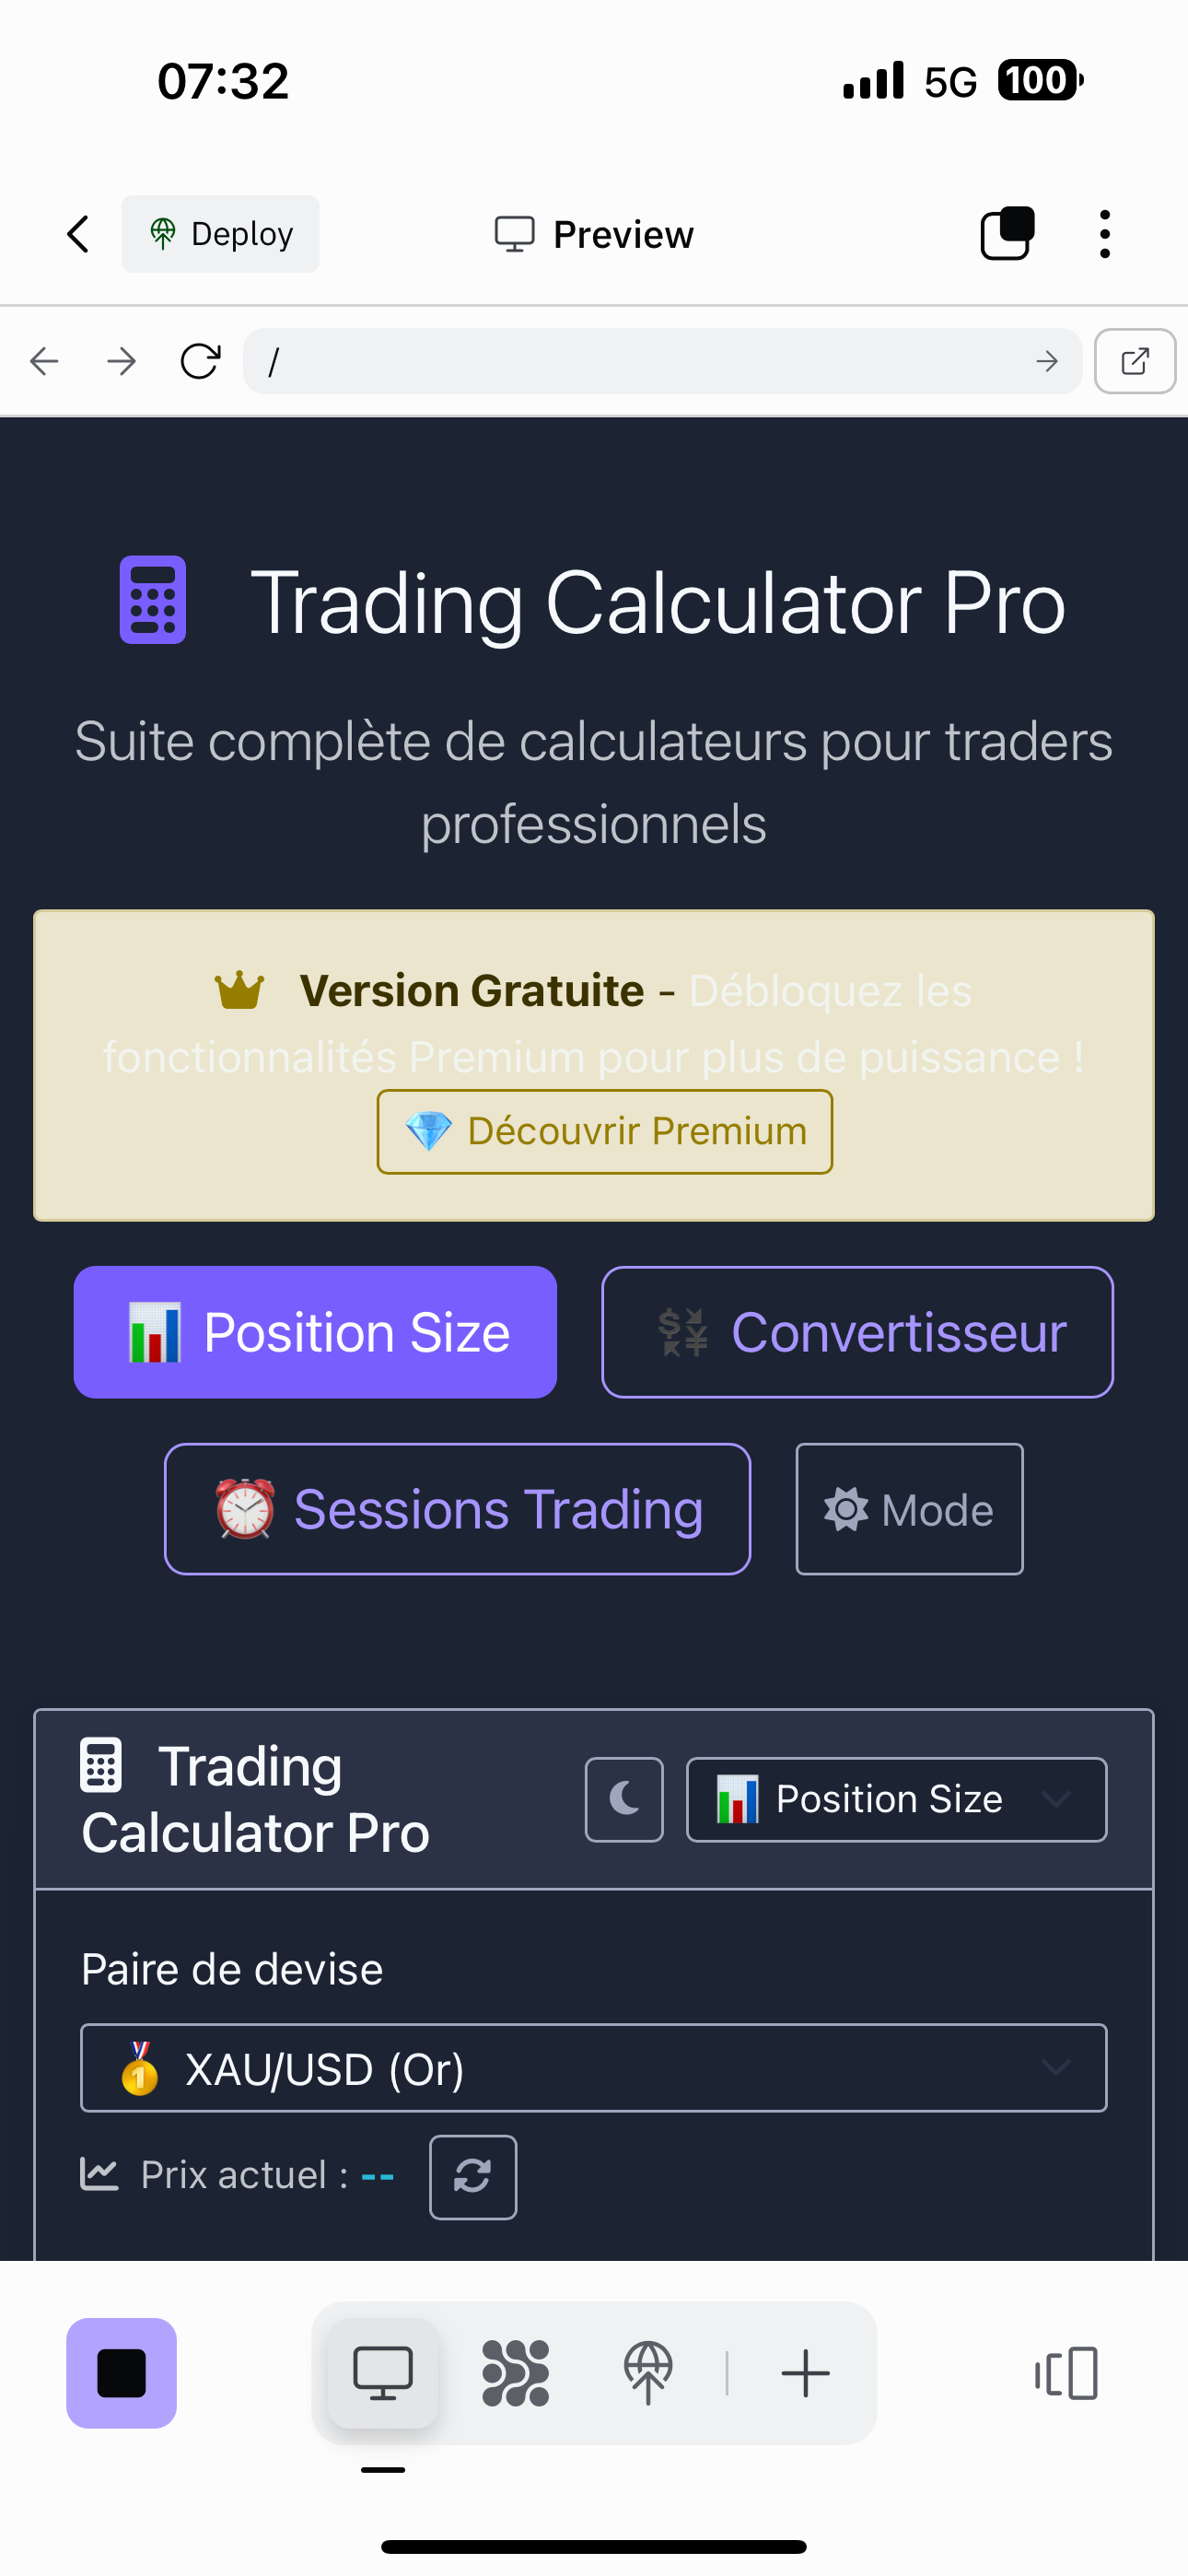 07:32
5G 100
Deploy
Preview
/
Trading Calculator Pro
Suite complète de calculateurs pour traders
professionnels
Version Gratuite - Débloquez les
fonctionnalités Premium pour plus de puissance !
💎 Découvrir Premium
📊 Position Size
💱 Convertisseur
⏰ Sessions Trading
Mode
Trading
Calculator Pro
📊 Position Size
Paire de devise
🥇 XAU/USD (Or)
Prix actuel : --